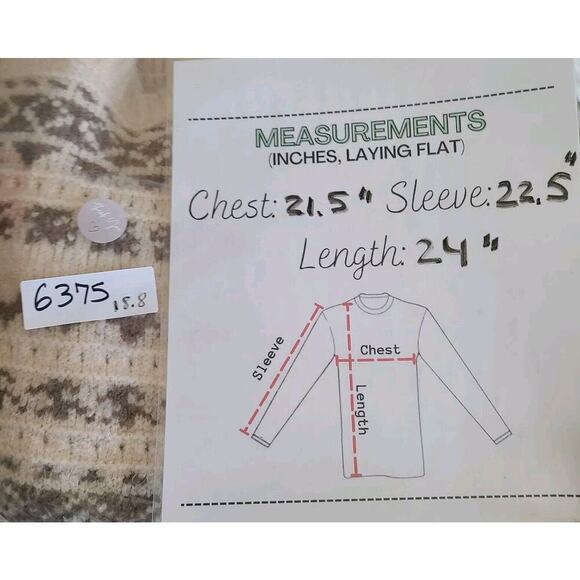 MEASUREMENTS
(INCHES, LAYING FLAT)
Chest: 21.5" Sleeve: 22.5"
Length: 24"
6375 15.8
Sleeve
Chest
Length